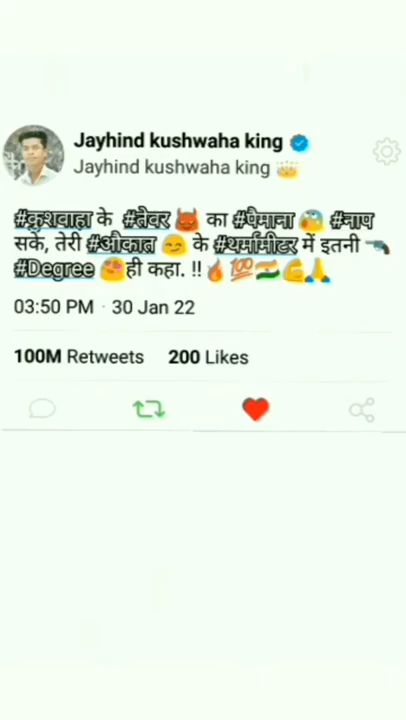 Jayhind kushwaha king
Jayhind kushwaha king 👑
#कुशवाहा के #तेवर 👿 का #पैमाना 😰 #नाप
सके, तेरी #औकात 😊 के #थर्मामीटर में इतनी 🔫
#Degree 😍 ही कहा. !! 🔥 💯 🇮🇳 💪 🙏
03:50 PM · 30 Jan 22
100M Retweets 200 Likes